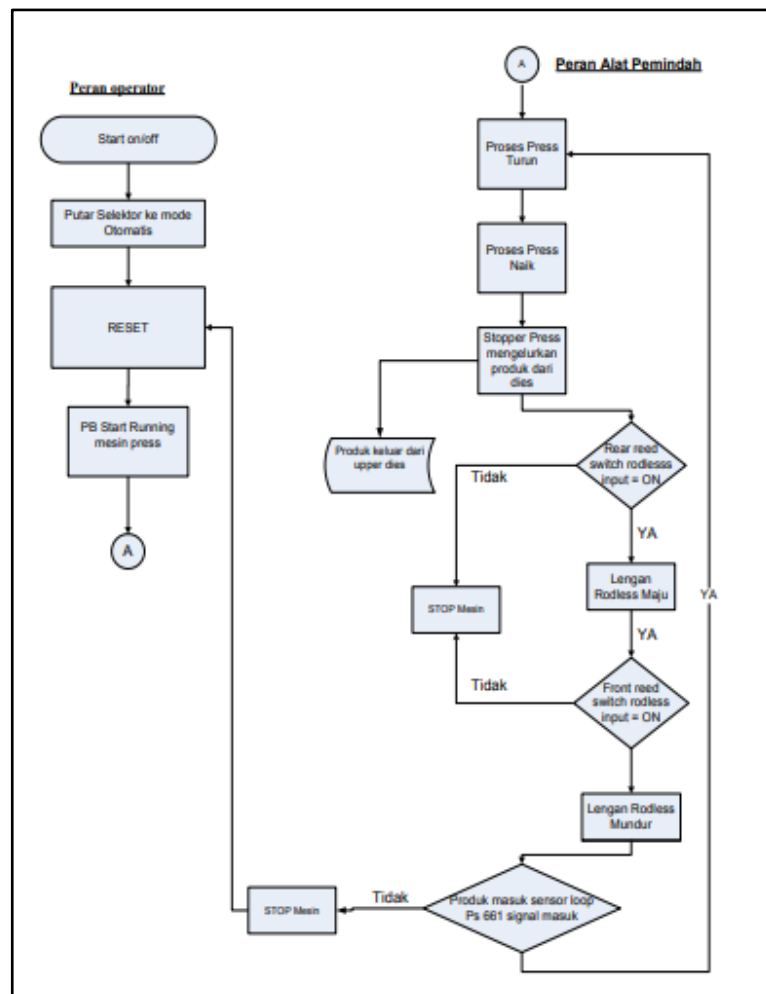 Peran operator
Start on/off
Putar Selektor ke mode
Otomatis
RESET
PB Start Running
mesin press
A
A
Peran Alat Pemindah
Proses Press
Turun
Proses Press
Naik
Stopper Press
mengelurkan
produk dari
dies
Produk keluar dari
upper dies
Rear reed
switch rodlesss
input = ON
Tidak
YA
Lengan
Rodless Maju
YA
STOP Mesin
YA
Tidak
Front reed
switch rodless
input = ON
Lengan Rodless
Mundur
Produk masuk sensor loop
Ps 661 signal masuk
Tidak
STOP Mesin